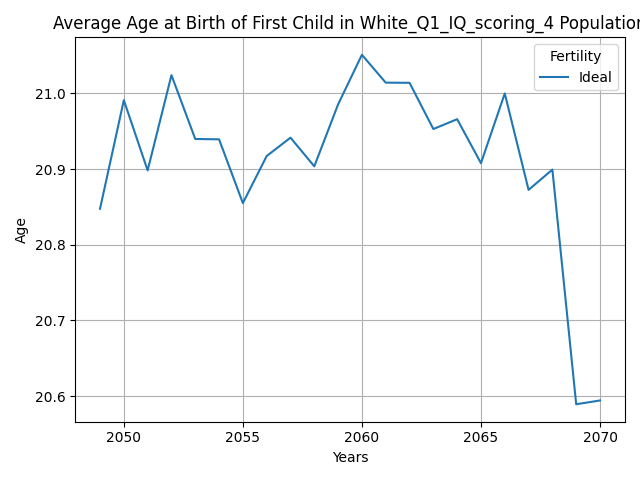 Average Age at Birth of First Child in White_Q1_IQ_scoring_4 Population
Fertility
Ideal
21.0
20.9
20.8
20.7
20.6
Age
2050 2055 2060 2065 2070
Years